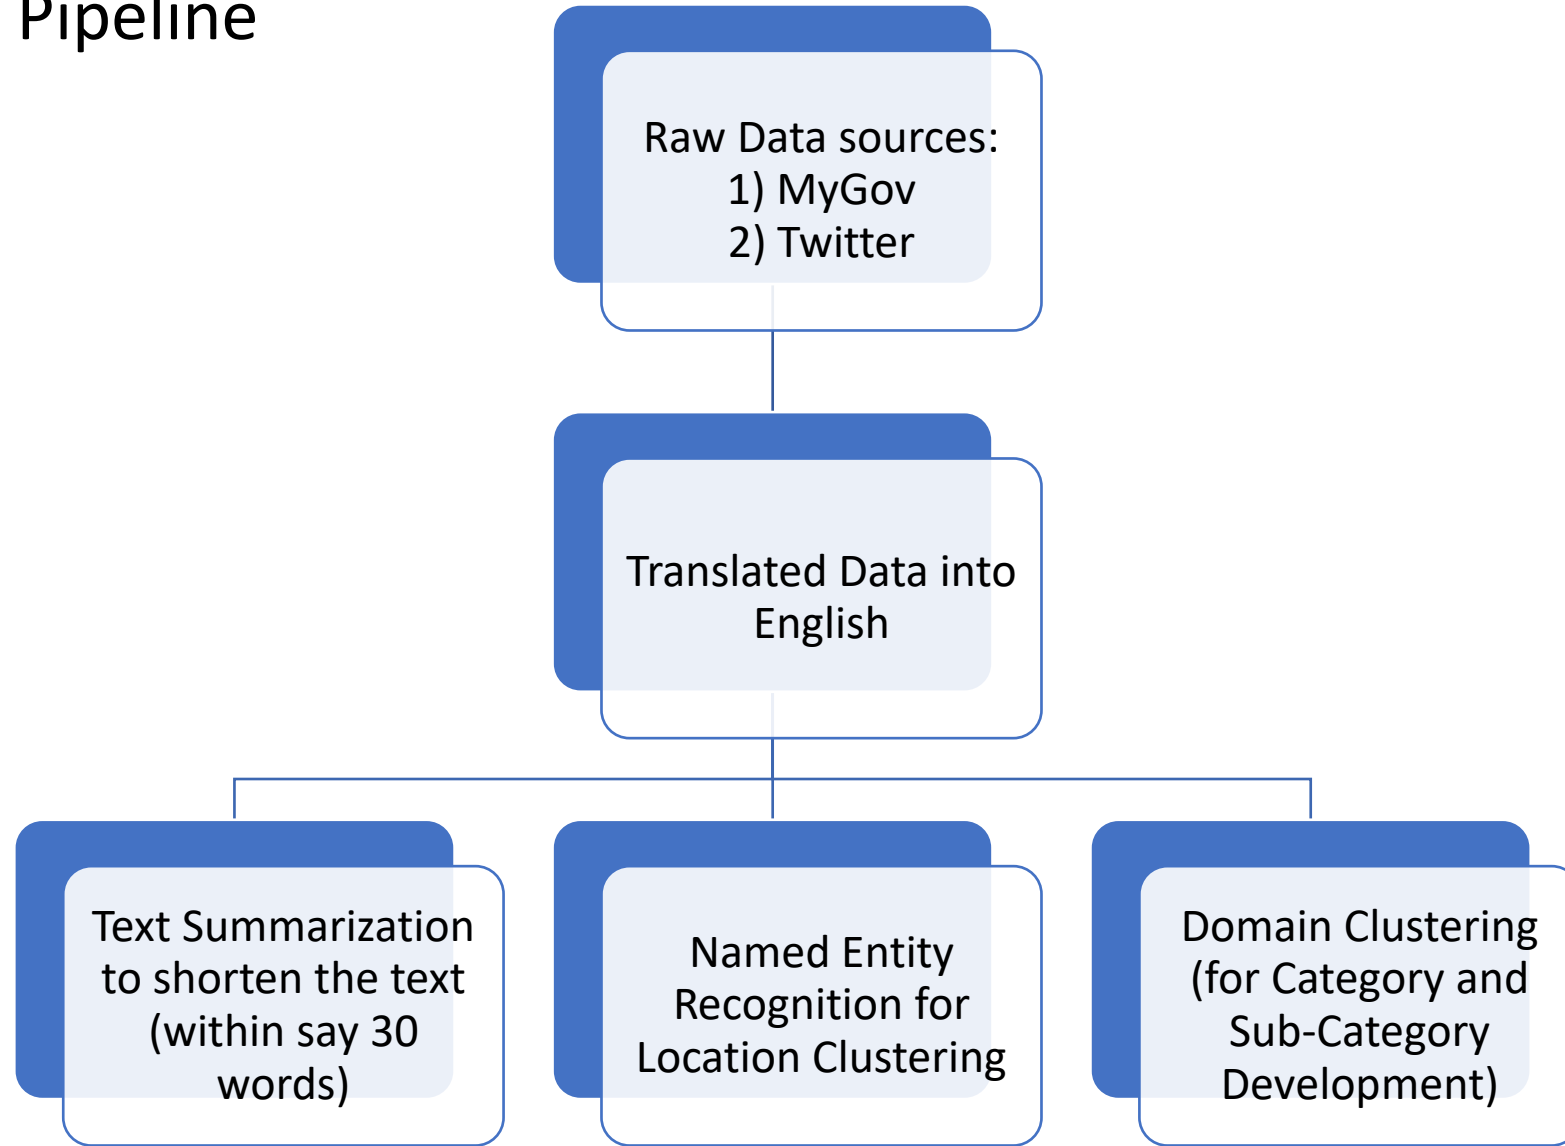 Pipeline
Raw Data sources:
1) MyGov
2) Twitter
Translated Data into
English
Text Summarization
to shorten the text
(within say 30
words)
Named Entity
Recognition for
Location Clustering
Domain Clustering
(for Category and
Sub-Category
Development)